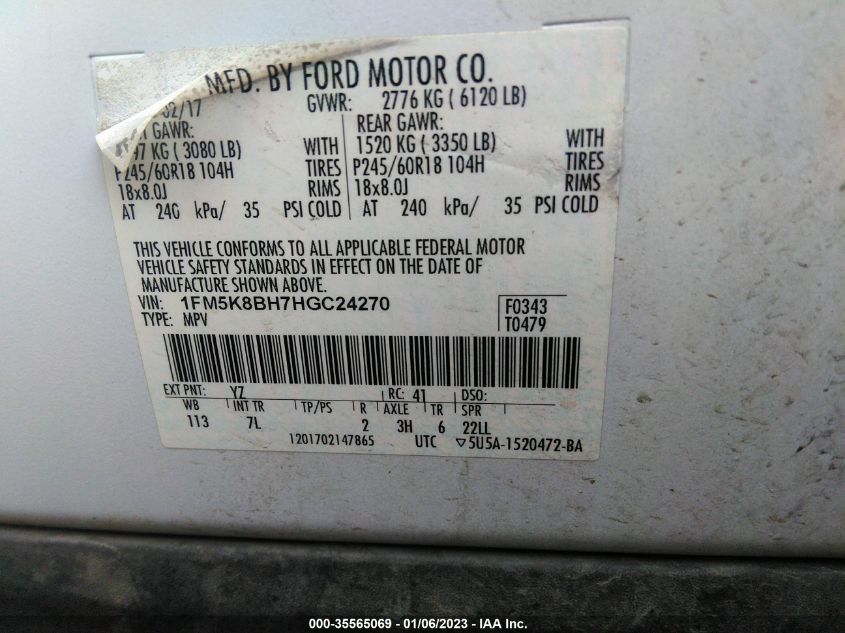 MFD. BY FORD MOTOR CO.
02/17 GVWR: 2776 KG ( 6120 LB)
GAWR: REAR GAWR:
97 KG ( 3080 LB) WITH 1520 KG ( 3350 LB) WITH
P245/60R18 104H TIRES P245/60R18 104H TIRES
18x8.0J RIMS 18x8.0J RIMS
AT 240 kPa/ 35 PSI COLD AT 240 kPa/ 35 PSI COLD
THIS VEHICLE CONFORMS TO ALL APPLICABLE FEDERAL MOTOR
VEHICLE SAFETY STANDARDS IN EFFECT ON THE DATE OF
MANUFACTURE SHOWN ABOVE.
VIN: 1FM5K8BH7HGC24270 F0343
TYPE: MPV T0479
EXT PNT: YZ RC: 41 DSO:
WB INT TR TP/PS R AXLE TR SPR
113 7L 2 3H 6 22LL
1201702147865 UTC ▽5U5A-1520472-BA
000-35565069 - 01/06/2023 - IAA Inc.